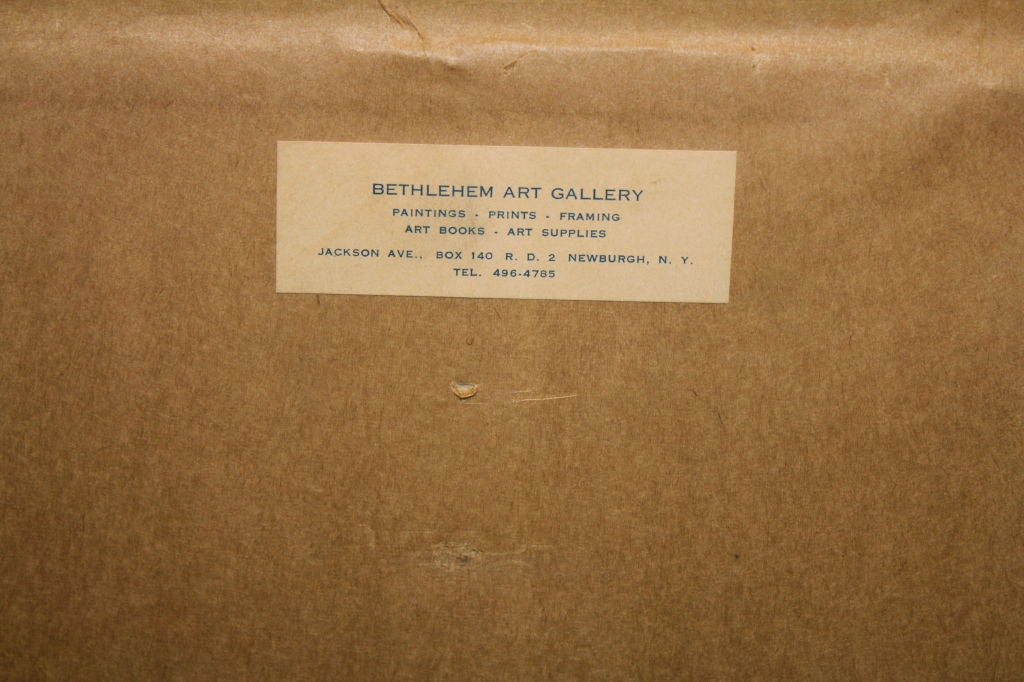 BETHLEHEM ART GALLERY
PAINTINGS - PRINTS - FRAMING
ART BOOKS - ART SUPPLIES
JACKSON AVE., BOX 140 R. D. 2 NEWBURGH, N. Y.
TEL. 496-4785